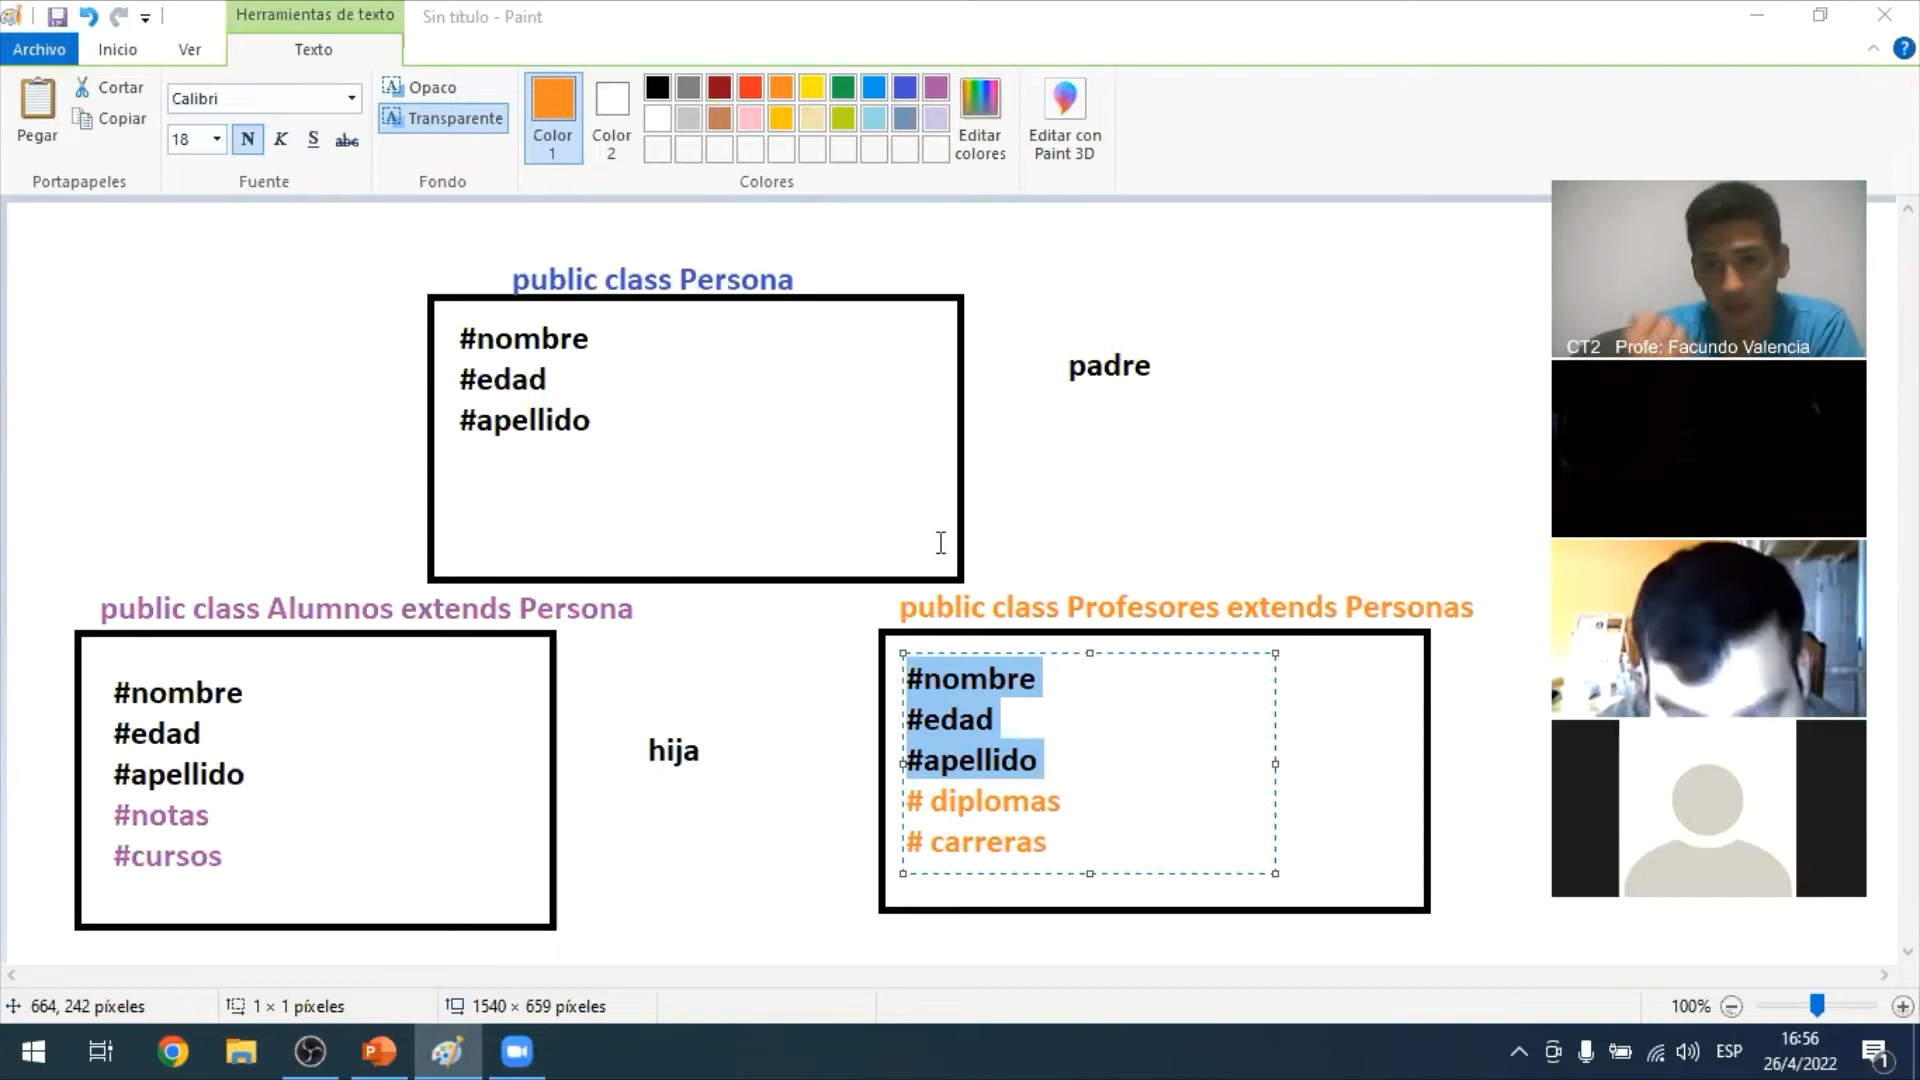 Herramientas de texto
Sin título - Paint
Archivo
Inicio
Ver
Texto
Pegar
Cortar
Copiar
Portapapeles
Calibri
18
N
K
S
abc
Fuente
Opaco
Transparente
Fondo
Color
1
Color
2
Colores
Editar
colores
Editar con
Paint 3D
public class Persona
#nombre
#edad
#apellido
padre
public class Alumnos extends Persona
#nombre
#edad
#apellido
#notas
#cursos
hija
public class Profesores extends Personas
#nombre
#edad
#apellido
# diplomas
# carreras
CT2 Profe: Facundo Valencia
664, 242 píxeles
1 × 1 píxeles
1540 × 659 píxeles
100%
ESP
16:56
26/4/2022
1